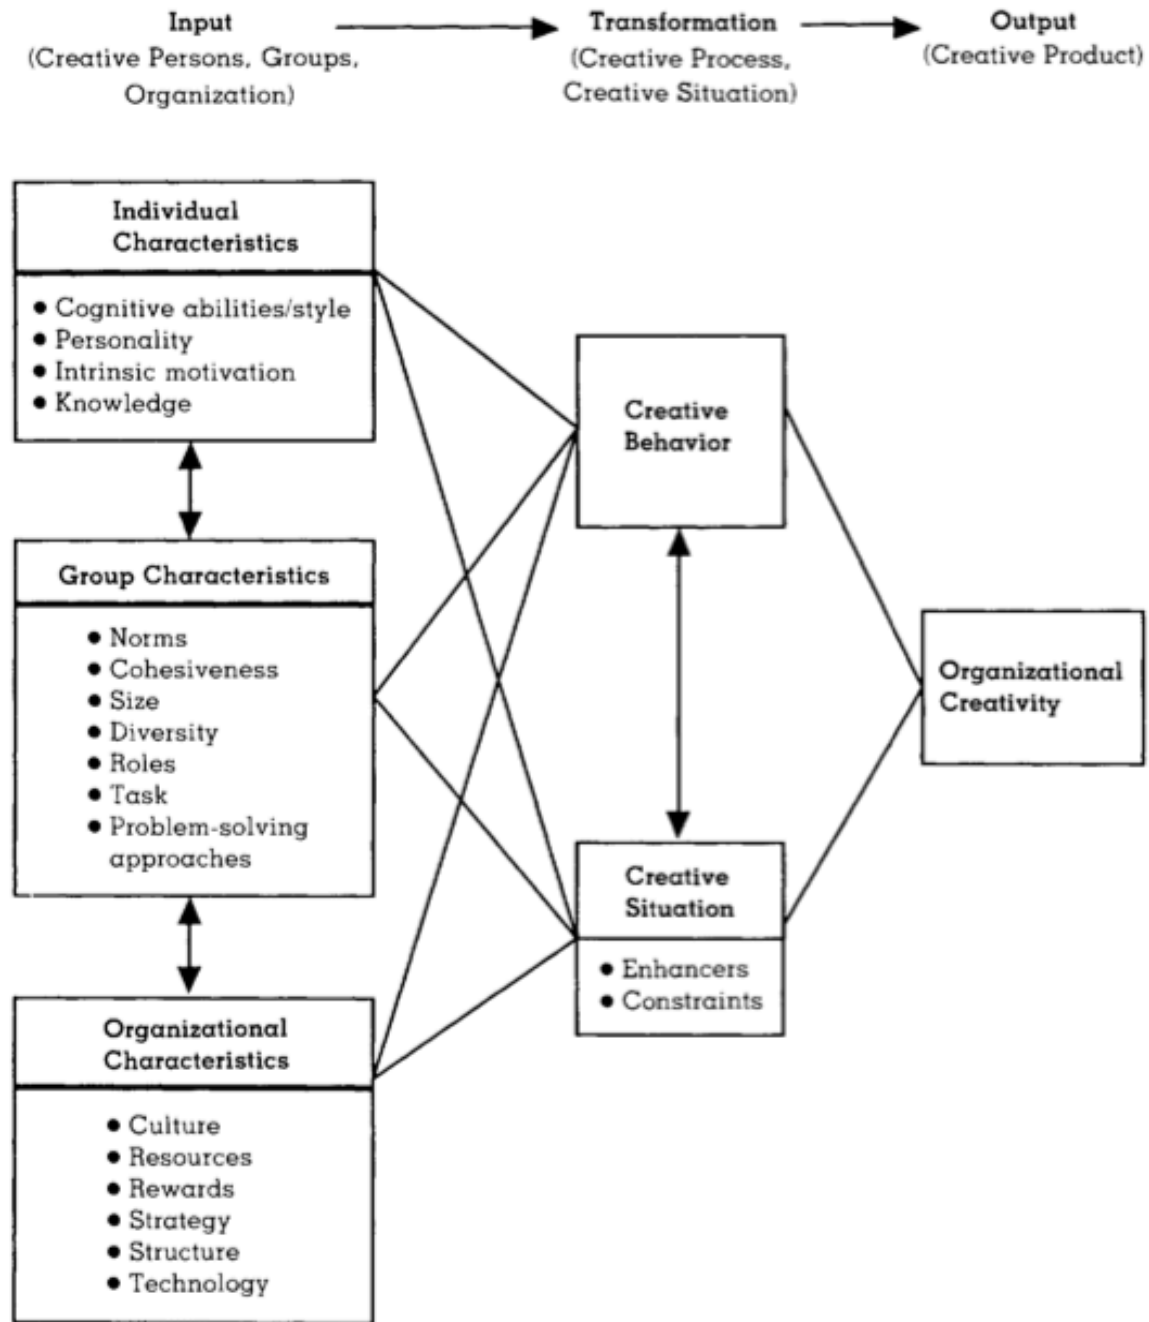 Input
(Creative Persons, Groups,
Organization)
Transformation
(Creative Process,
Creative Situation)
Output
(Creative Product)
Individual
Characteristics
● Cognitive abilities/style
● Personality
● Intrinsic motivation
● Knowledge
Group Characteristics
● Norms
● Cohesiveness
● Size
● Diversity
● Roles
● Task
● Problem-solving
approaches
Organizational
Characteristics
● Culture
● Resources
● Rewards
● Strategy
● Structure
● Technology
Creative
Behavior
Creative
Situation
● Enhancers
● Constraints
Organizational
Creativity